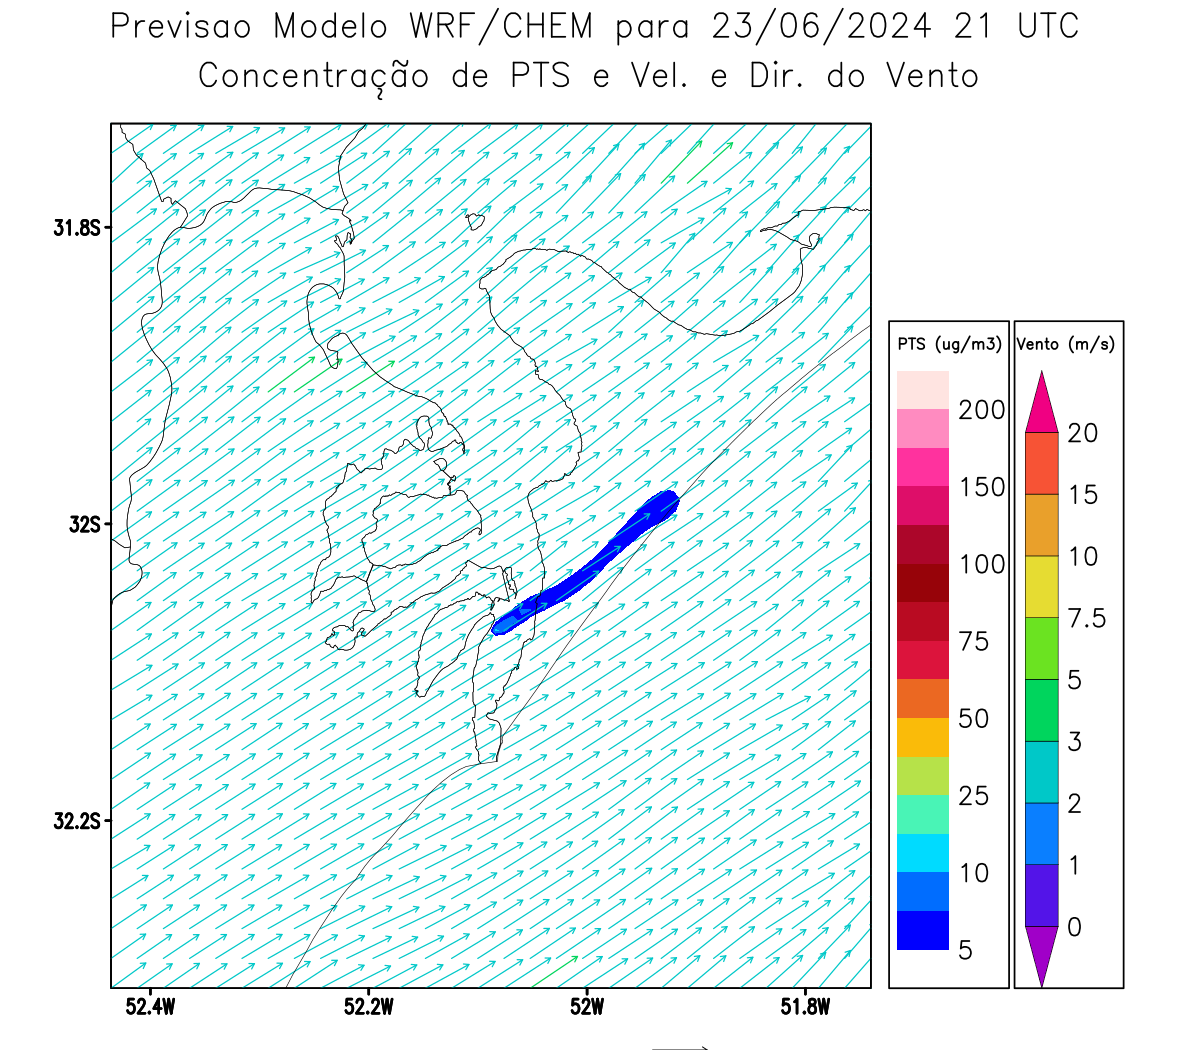 Previsao Modelo WRF/CHEM para 23/06/2024 21 UTC
Concentração de PTS e Vel. e Dir. do Vento
31.8S
32S
32.2S
52.4W 52.2W 52W 51.8W
PTS (ug/m3)
200
150
100
75
50
25
10
5
Vento (m/s)
20
15
10
7.5
5
3
2
1
0